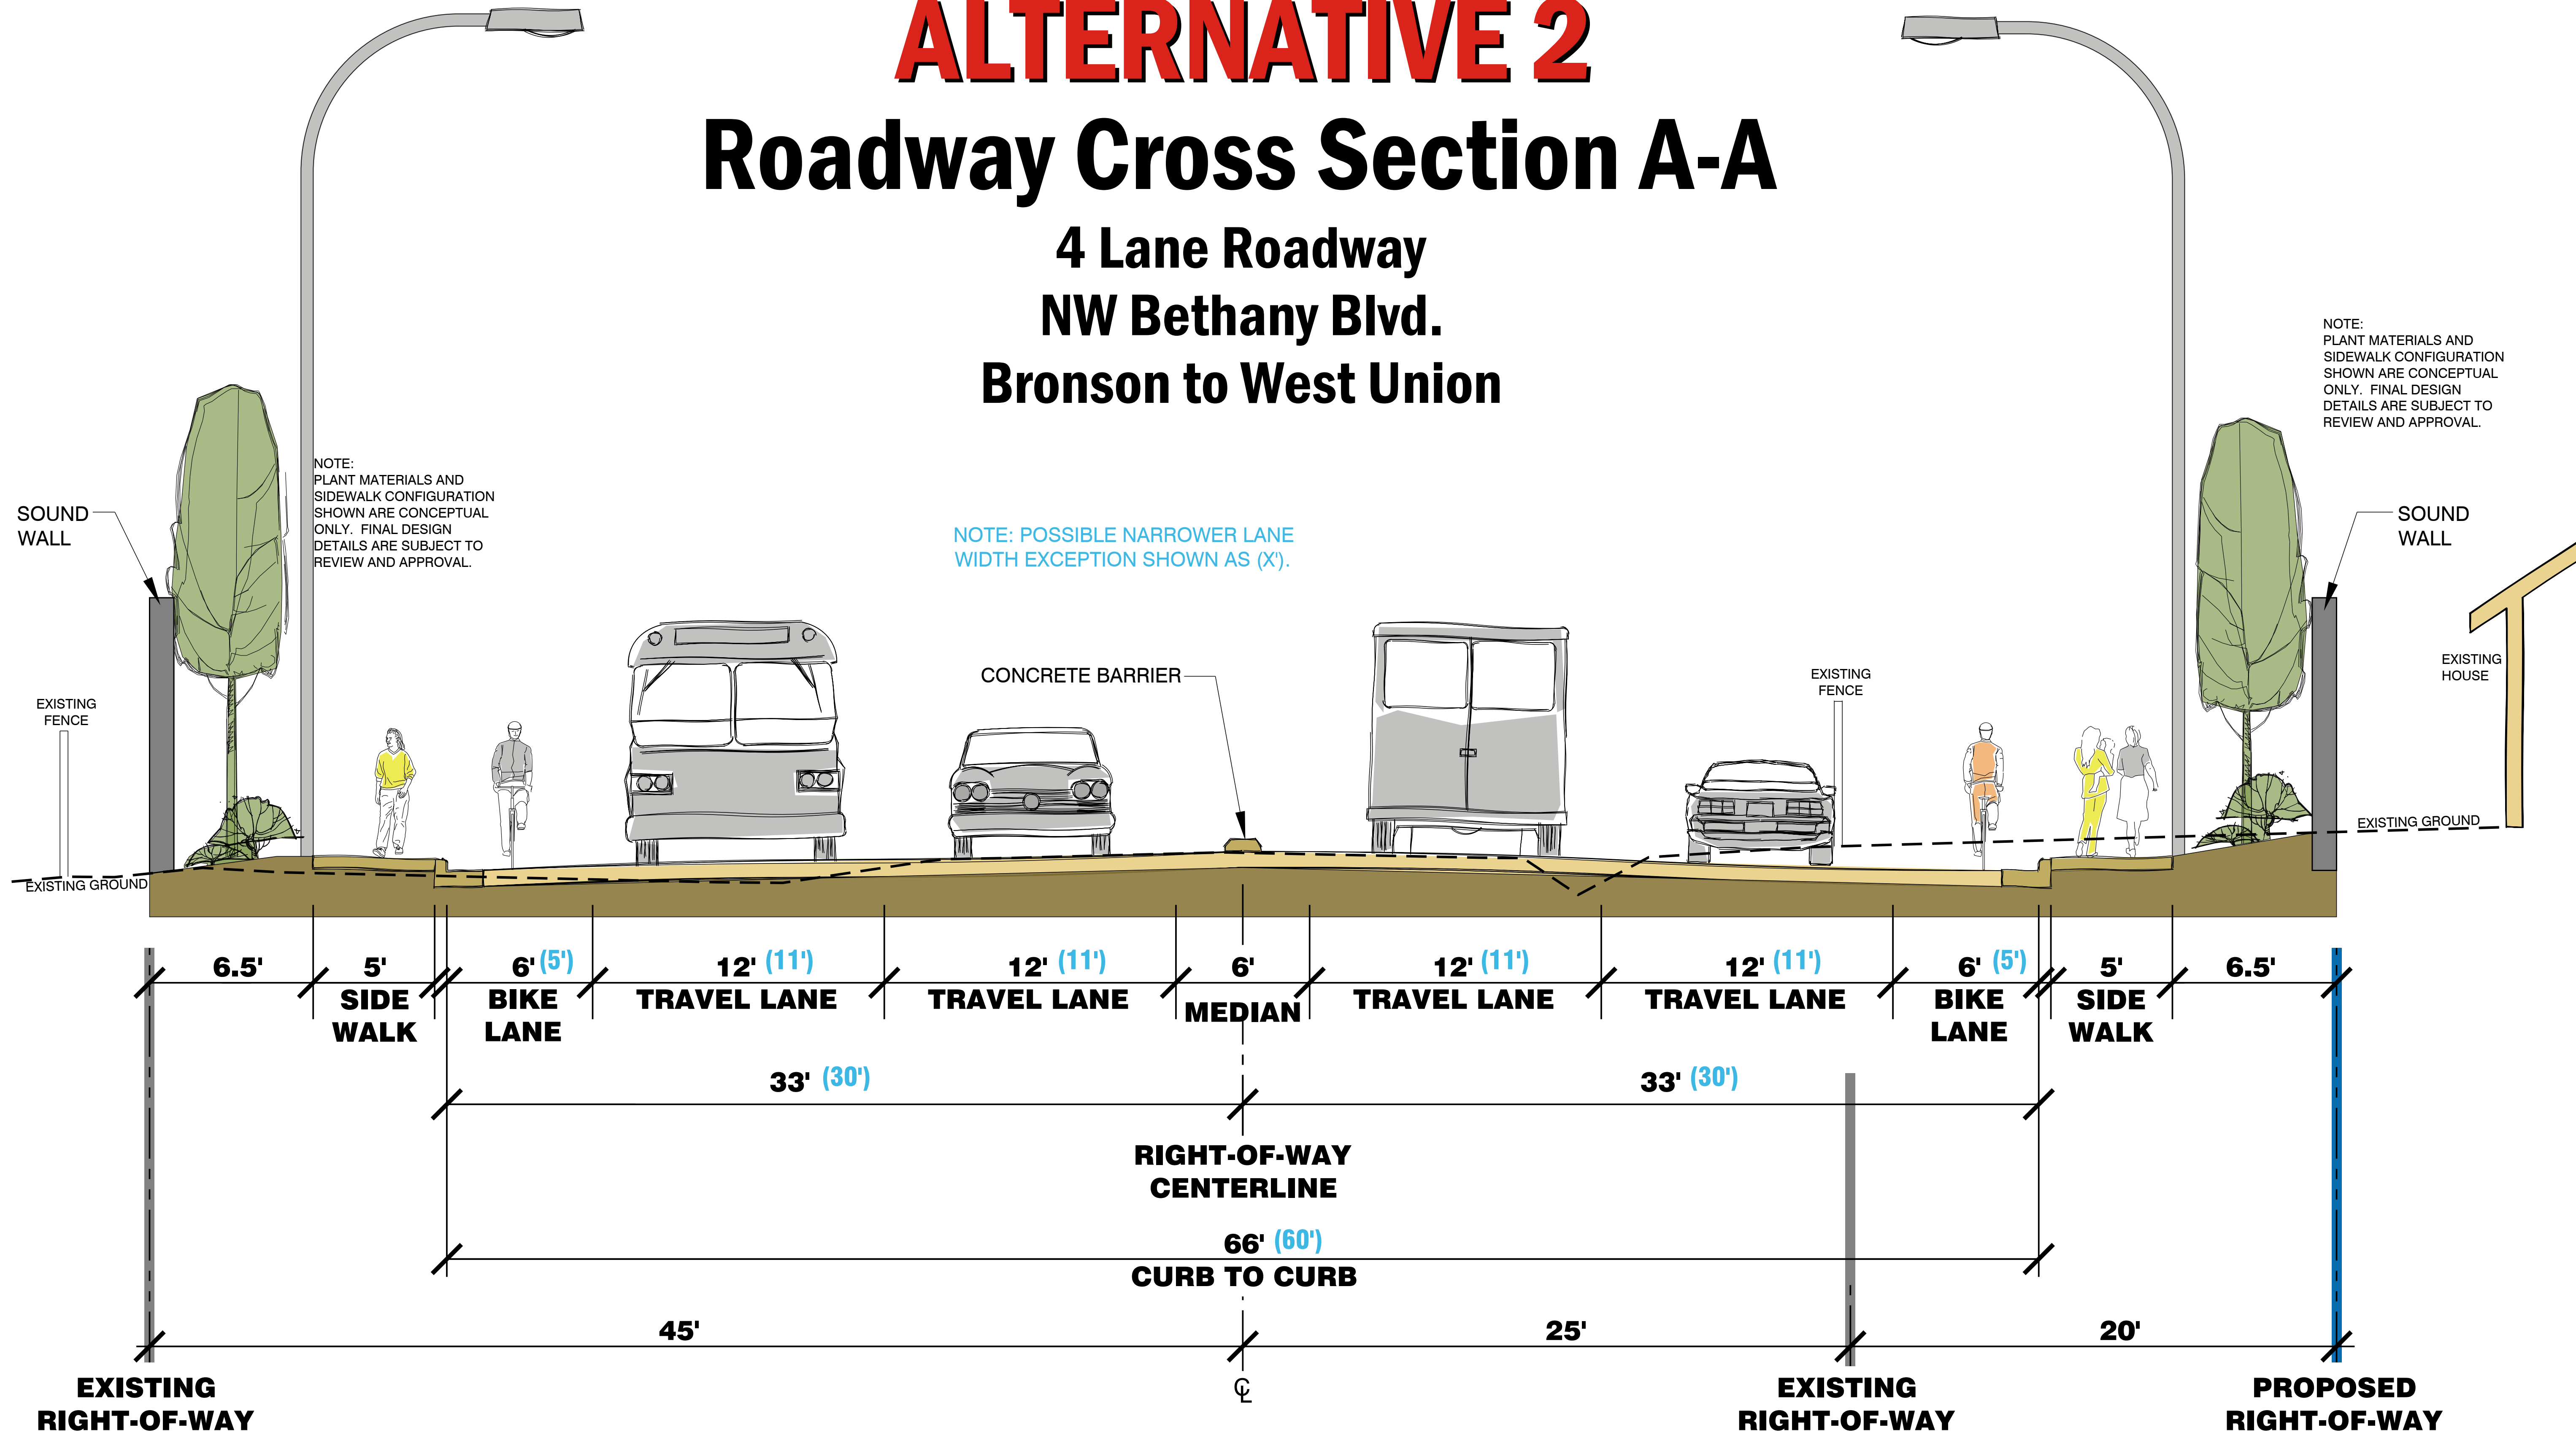 ALTERNATIVE 2
Roadway Cross Section A-A
4 Lane Roadway
NW Bethany Blvd.
Bronson to West Union
NOTE:
PLANT MATERIALS AND
SIDEWALK CONFIGURATION
SHOWN ARE CONCEPTUAL
ONLY. FINAL DESIGN
DETAILS ARE SUBJECT TO
REVIEW AND APPROVAL.
NOTE:
PLANT MATERIALS AND
SIDEWALK CONFIGURATION
SHOWN ARE CONCEPTUAL
ONLY. FINAL DESIGN
DETAILS ARE SUBJECT TO
REVIEW AND APPROVAL.
SOUND
WALL
NOTE: POSSIBLE NARROWER LANE
WIDTH EXCEPTION SHOWN AS (X').
SOUND
WALL
CONCRETE BARRIER
EXISTING
FENCE
EXISTING
HOUSE
EXISTING
FENCE
EXISTING GROUND
EXISTING GROUND
6.5' 5' 6' (5') 12' (11') 12' (11') 6' 12' (11') 12' (11') 6' (5') 5' 6.5'
SIDE BIKE TRAVEL LANE TRAVEL LANE MEDIAN TRAVEL LANE TRAVEL LANE BIKE SIDE
WALK LANE LANE WALK
33' (30') 33' (30')
RIGHT-OF-WAY
CENTERLINE
66' (60')
CURB TO CURB
45' 25' 20'
EXISTING CL EXISTING PROPOSED
RIGHT-OF-WAY RIGHT-OF-WAY RIGHT-OF-WAY